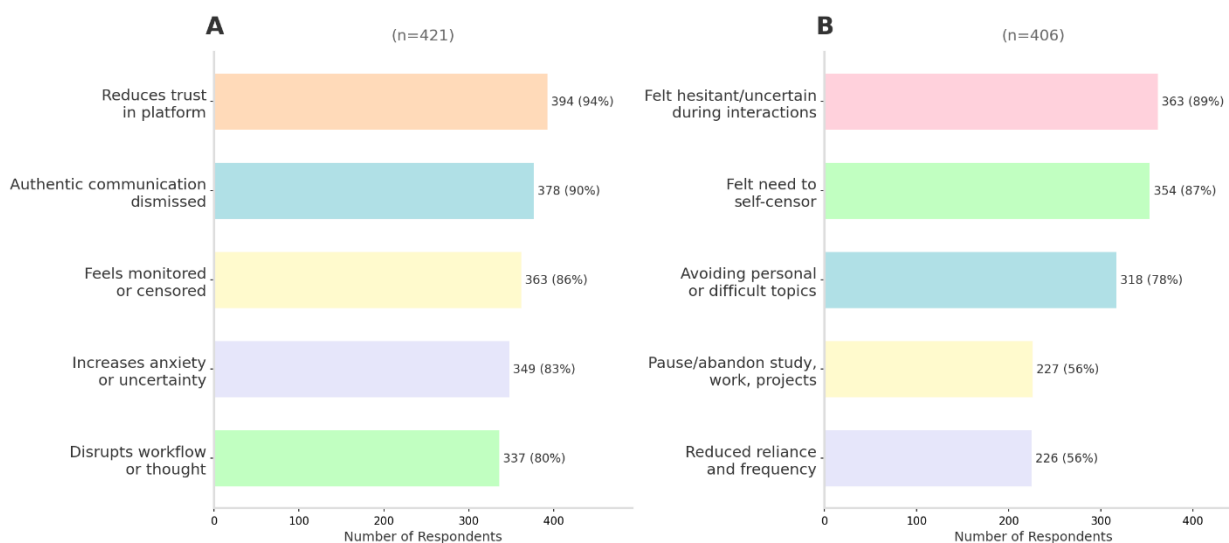 A
(n=421)
Reduces trust
in platform
394 (94%)
Authentic communication
dismissed
378 (90%)
Feels monitored
or censored
363 (86%)
Increases anxiety
or uncertainty
349 (83%)
Disrupts workflow
or thought
337 (80%)
0 100 200 300 400
Number of Respondents
B
(n=406)
Felt hesitant/uncertain
during interactions
363 (89%)
Felt need to
self-censor
354 (87%)
Avoiding personal
or difficult topics
318 (78%)
Pause/abandon study,
work, projects
227 (56%)
Reduced reliance
and frequency
226 (56%)
0 100 200 300 400
Number of Respondents